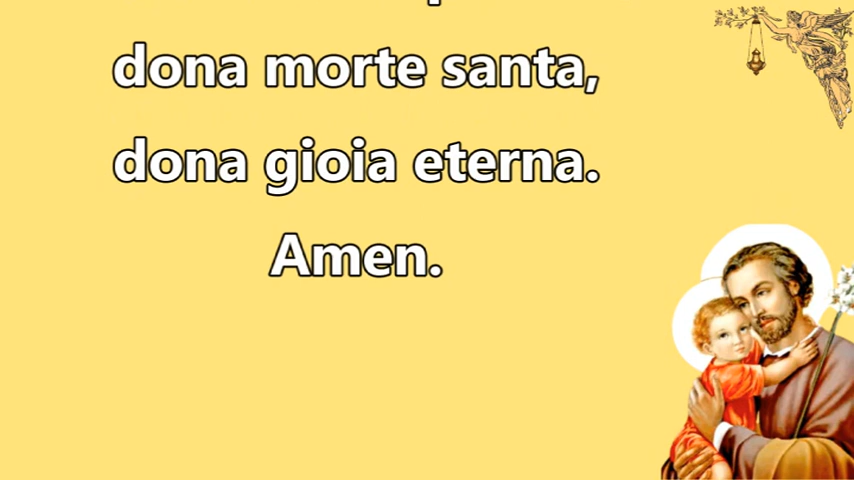 dona morte santa,
dona gioia eterna.
Amen.